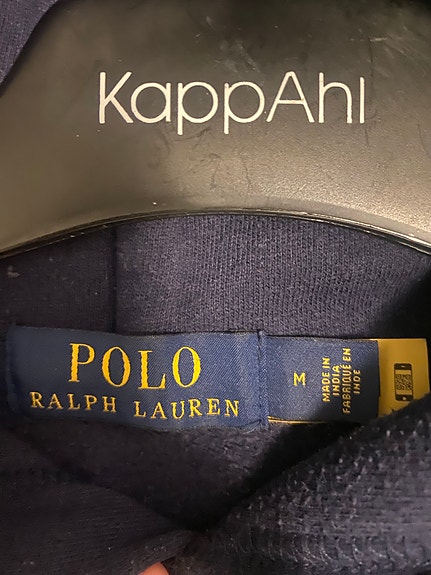 KappAhl
POLO
RALPH LAUREN
M
MADE IN
INDIA
FABRIQUÉ EN
INDE